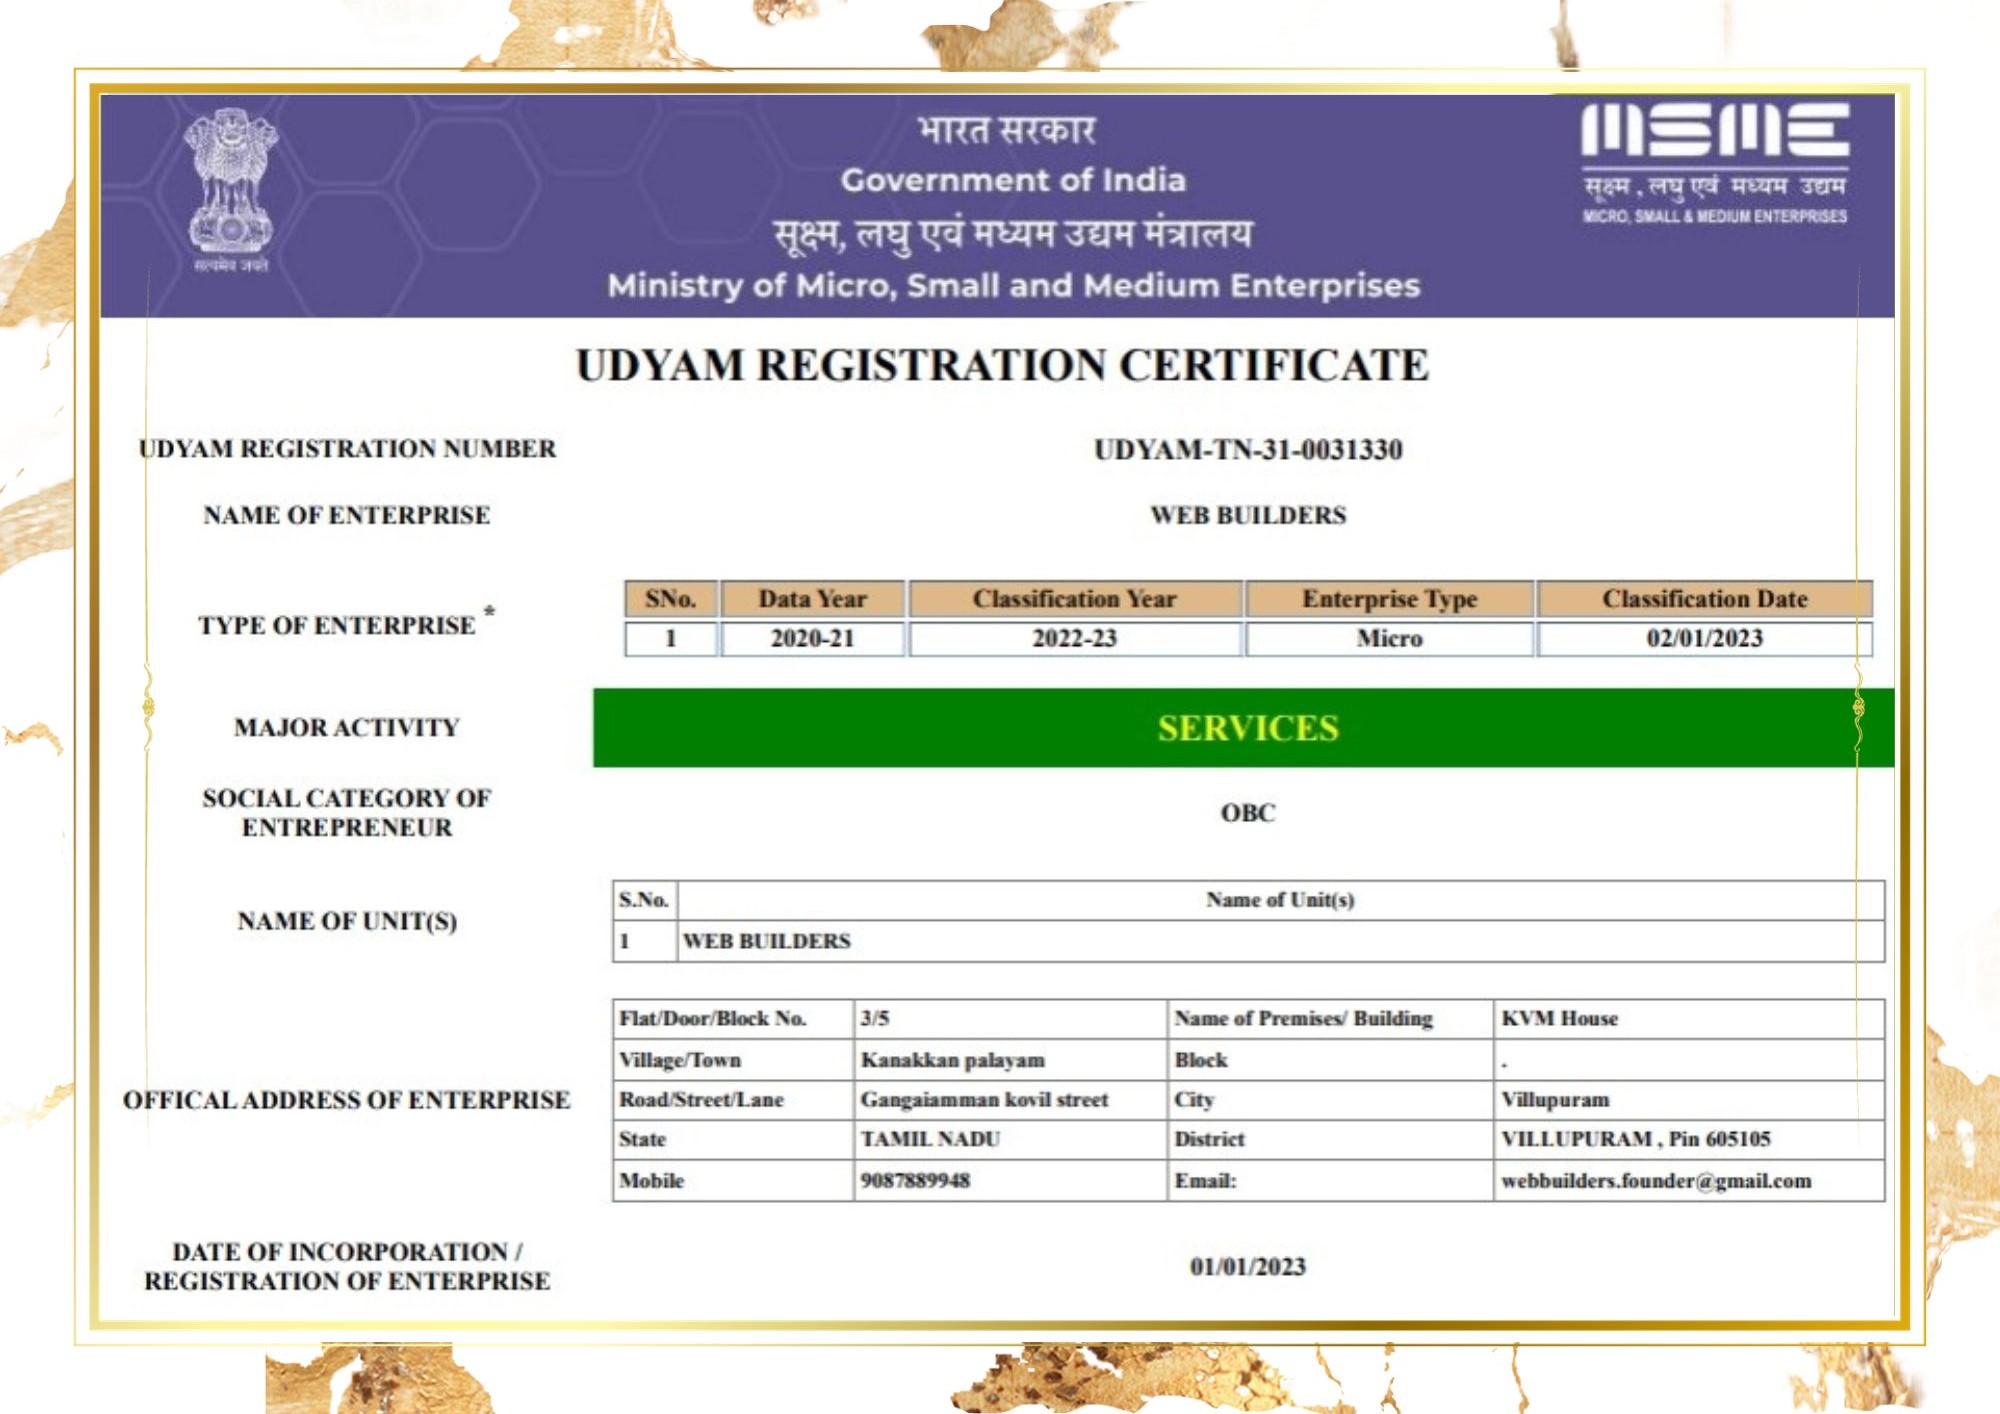 भारत सरकार
Government of India
सूक्ष्म, लघु एवं मध्यम उद्यम मंत्रालय
Ministry of Micro, Small and Medium Enterprises
सत्यमेव जयते
MSME
सूक्ष्म , लघु एवं मध्यम उद्यम
MICRO, SMALL & MEDIUM ENTERPRISES
UDYAM REGISTRATION CERTIFICATE
UDYAM REGISTRATION NUMBER UDYAM-TN-31-0031330
NAME OF ENTERPRISE WEB BUILDERS
TYPE OF ENTERPRISE *
SNo. Data Year Classification Year Enterprise Type Classification Date
1 2020-21 2022-23 Micro 02/01/2023
MAJOR ACTIVITY SERVICES
SOCIAL CATEGORY OF
ENTREPRENEUR
OBC
NAME OF UNIT(S)
S.No. Name of Unit(s)
1 WEB BUILDERS
OFFICAL ADDRESS OF ENTERPRISE
Flat/Door/Block No. 3/5 Name of Premises/ Building KVM House
Village/Town Kanakkan palayam Block .
Road/Street/Lane Gangaiamman kovil street City Villupuram
State TAMIL NADU District VILLUPURAM , Pin 605105
Mobile 9087889948 Email: webbuilders.founder@gmail.com
DATE OF INCORPORATION /
REGISTRATION OF ENTERPRISE
01/01/2023